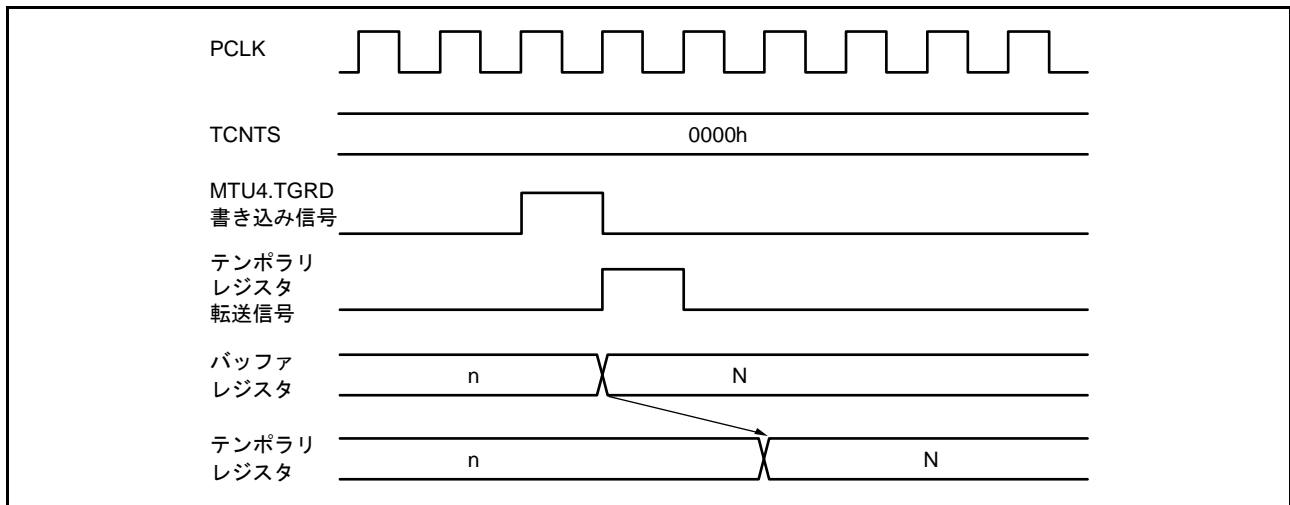 PCLK
TCNTS
0000h
MTU4.TGRD
書き込み信号
テンポラリ
レジスタ
転送信号
バッファ
レジスタ
n
N
テンポラリ
レジスタ
n
N